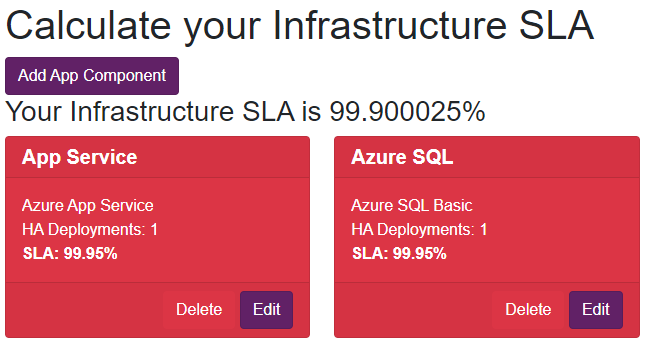 Calculate your Infrastructure SLA
Add App Component
Your Infrastructure SLA is 99.900025%
App Service
Azure App Service
HA Deployments: 1
SLA: 99.95%
Delete
Edit
Azure SQL
Azure SQL Basic
HA Deployments: 1
SLA: 99.95%
Delete
Edit